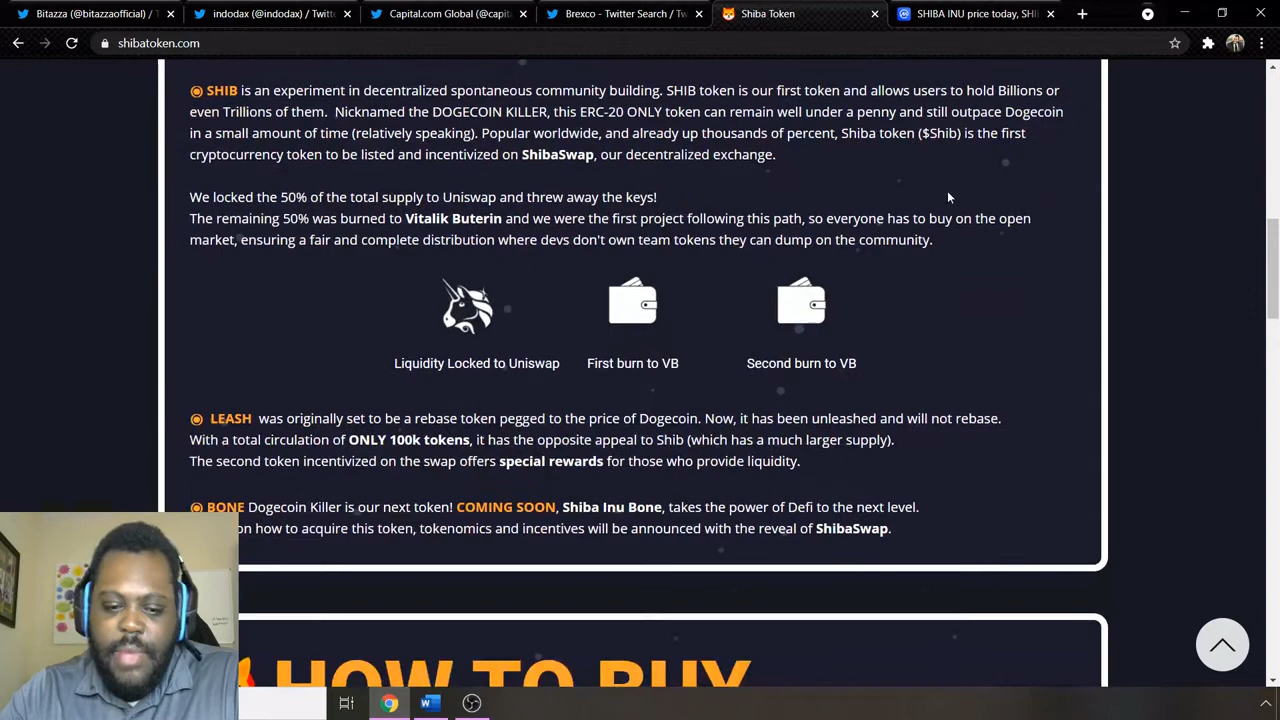 Bitazza (@bitazzaofficial) / T
indodax (@indodax) / Twitte
Capital.com Global (@capita
Brexco - Twitter Search / Tw
Shiba Token
SHIBA INU price today, SHI
shibatoken.com
SHIB is an experiment in decentralized spontaneous community building. SHIB token is our first token and allows users to hold Billions or
even Trillions of them. Nicknamed the DOGECOIN KILLER, this ERC-20 ONLY token can remain well under a penny and still outpace Dogecoin
in a small amount of time (relatively speaking). Popular worldwide, and already up thousands of percent, Shiba token ($Shib) is the first
cryptocurrency token to be listed and incentivized on ShibaSwap, our decentralized exchange.
We locked the 50% of the total supply to Uniswap and threw away the keys!
The remaining 50% was burned to Vitalik Buterin and we were the first project following this path, so everyone has to buy on the open
market, ensuring a fair and complete distribution where devs don't own team tokens they can dump on the community.
Liquidity Locked to Uniswap
First burn to VB
Second burn to VB
LEASH was originally set to be a rebase token pegged to the price of Dogecoin. Now, it has been unleashed and will not rebase.
With a total circulation of ONLY 100k tokens, it has the opposite appeal to Shib (which has a much larger supply).
The second token incentivized on the swap offers special rewards for those who provide liquidity.
BONE Dogecoin Killer is our next token! COMING SOON, Shiba Inu Bone, takes the power of Defi to the next level.
on how to acquire this token, tokenomics and incentives will be announced with the reveal of ShibaSwap.
HOW TO BUY